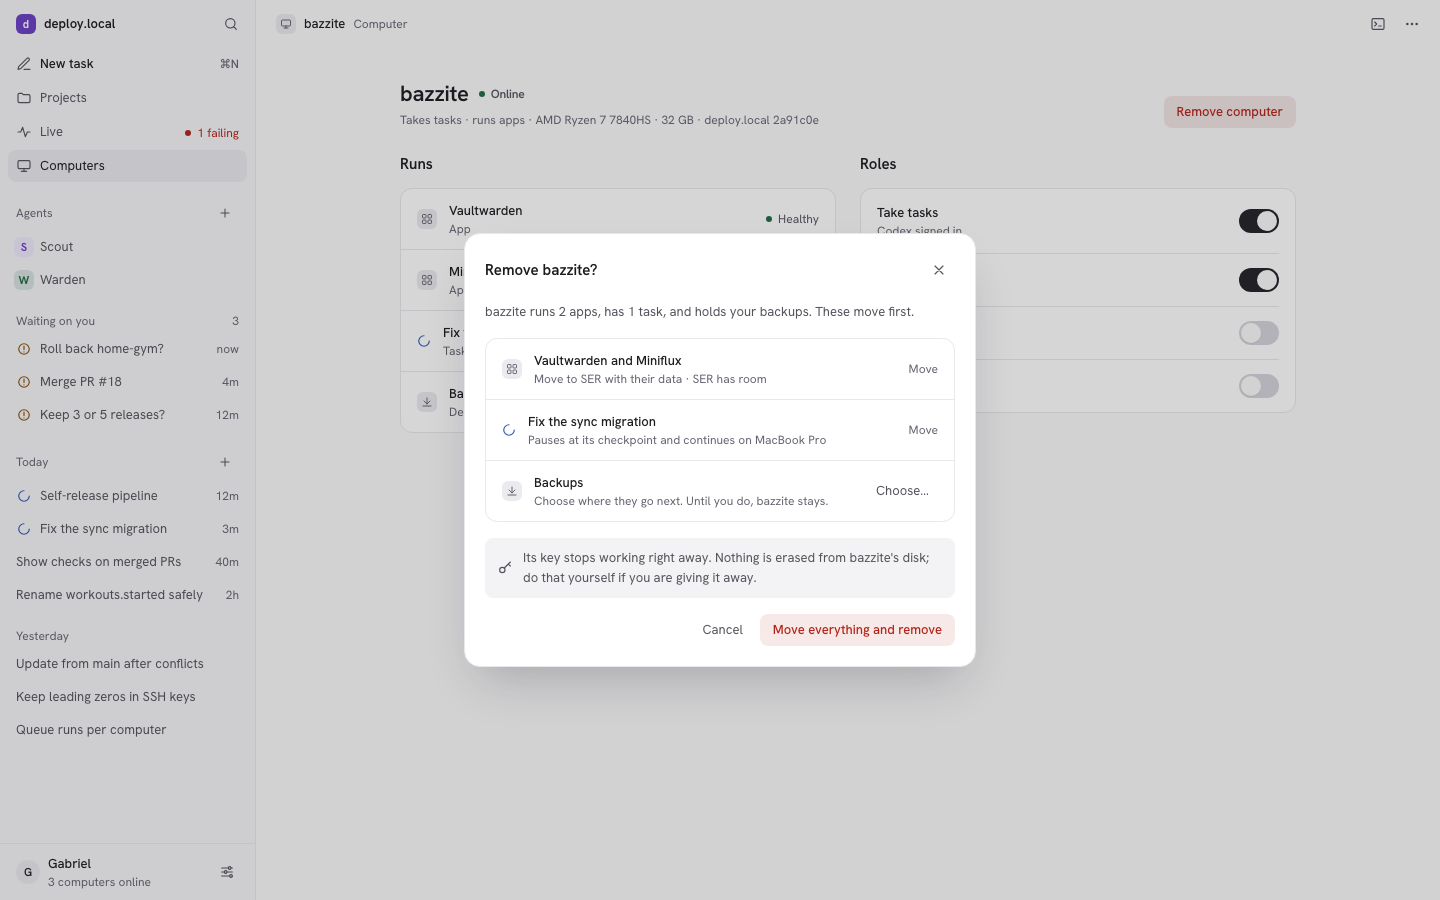 d deploy.local
New task ⌘N
Projects
Live 1 failing
Computers
Agents
S Scout
W Warden
Waiting on you 3
Roll back home-gym? now
Merge PR #18 4m
Keep 3 or 5 releases? 12m
Today
Self-release pipeline 12m
Fix the sync migration 3m
Show checks on merged PRs 40m
Rename workouts.started safely 2h
Yesterday
Update from main after conflicts
Keep leading zeros in SSH keys
Queue runs per computer
G Gabriel
3 computers online
bazzite Computer
bazzite Online
Takes tasks · runs apps · AMD Ryzen 7 7840HS · 32 GB · deploy.local 2a91c0e
Remove computer
Runs
Vaultwarden
App
Healthy
Mi
Ap
Fix
Task
Ba
De
Roles
Take tasks
Codex signed in
Remove bazzite?
bazzite runs 2 apps, has 1 task, and holds your backups. These move first.
Vaultwarden and Miniflux
Move to SER with their data · SER has room
Move
Fix the sync migration
Pauses at its checkpoint and continues on MacBook Pro
Move
Backups
Choose where they go next. Until you do, bazzite stays.
Choose...
Its key stops working right away. Nothing is erased from bazzite's disk;
do that yourself if you are giving it away.
Cancel
Move everything and remove